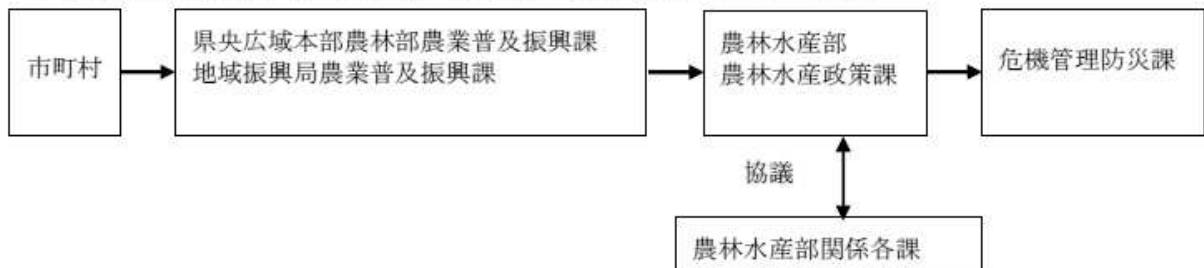 市町村
県央広域本部農林部農業普及振興課
地域振興局農業普及振興課
農林水産部
農林水産政策課
危機管理防災課
協議
農林水産部関係各課